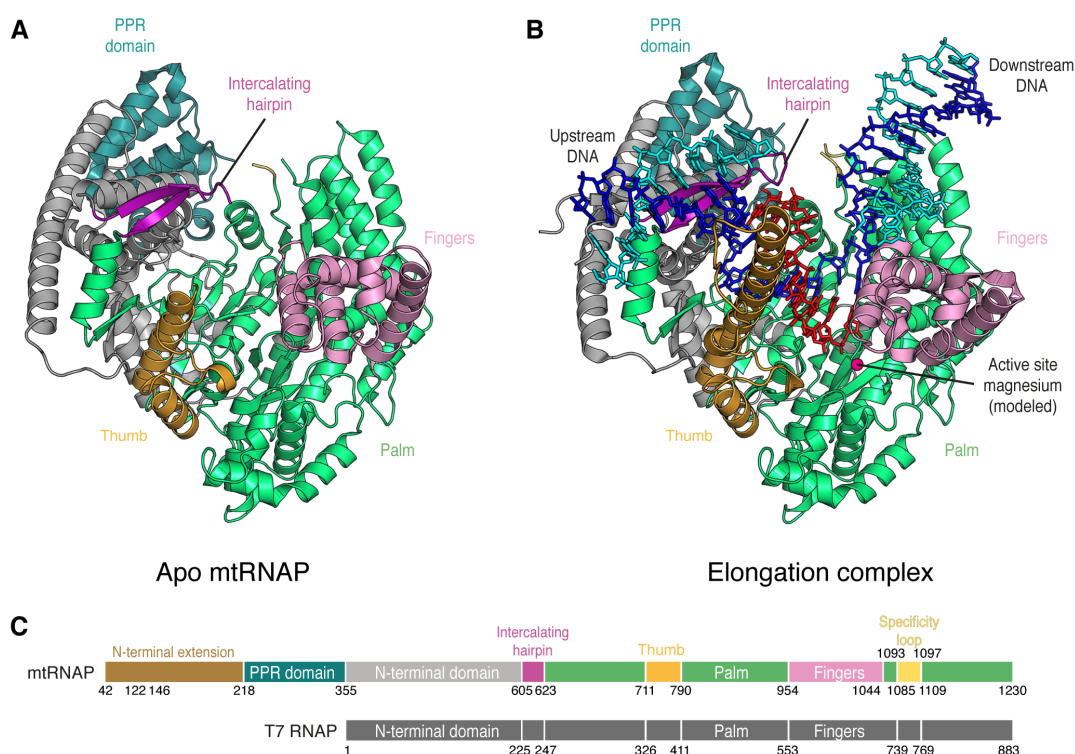 A
PPR
domain
Intercalating
hairpin
Fingers
Thumb
Palm
Apo mtRNAP
B
PPR
domain
Intercalating
hairpin
Upstream
DNA
Downstream
DNA
Fingers
Active site
magnesium
(modeled)
Thumb
Palm
Elongation complex
C
N-terminal extension
Intercalating
hairpin
Thumb
Specificity
loop
1093 1097
mtRNAP PPR domain N-terminal domain Palm Fingers
42 122 146 218 355 605 623 711 790 954 1044 1085 1109 1230
T7 RNAP N-terminal domain Palm Fingers
1 225 247 326 411 553 739 769 883